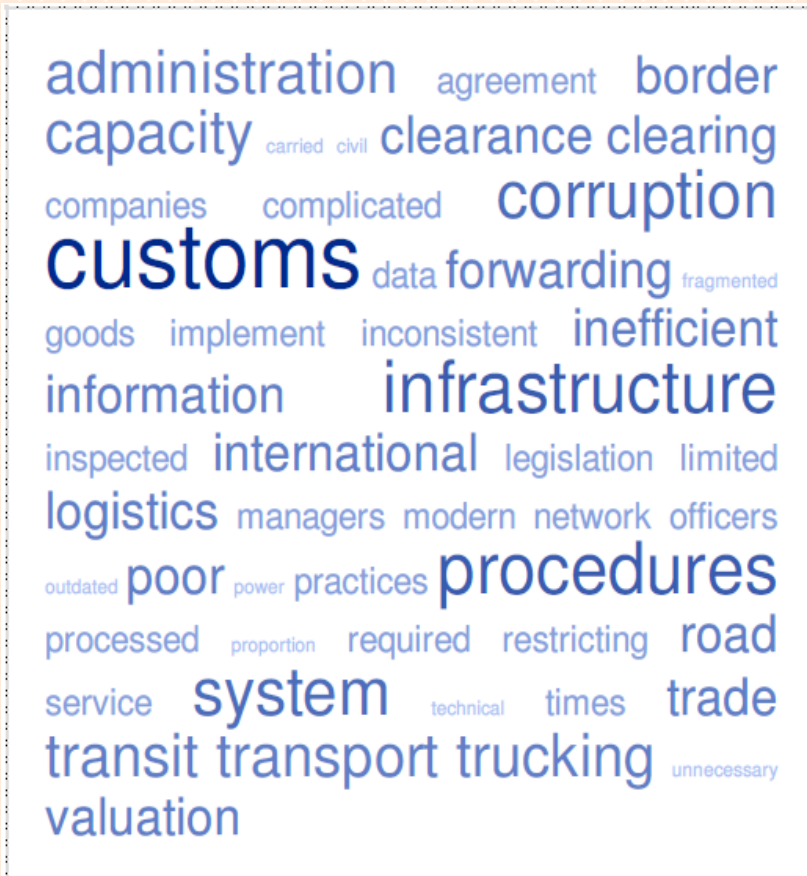 administration agreement border
capacity carried civil clearance clearing
companies complicated corruption
customs data forwarding fragmented
goods implement inconsistent inefficient
information infrastructure
inspected international legislation limited
logistics managers modern network officers
outdated poor power practices procedures
processed proportion required restricting road
service system technical times trade
transit transport trucking unnecessary
valuation